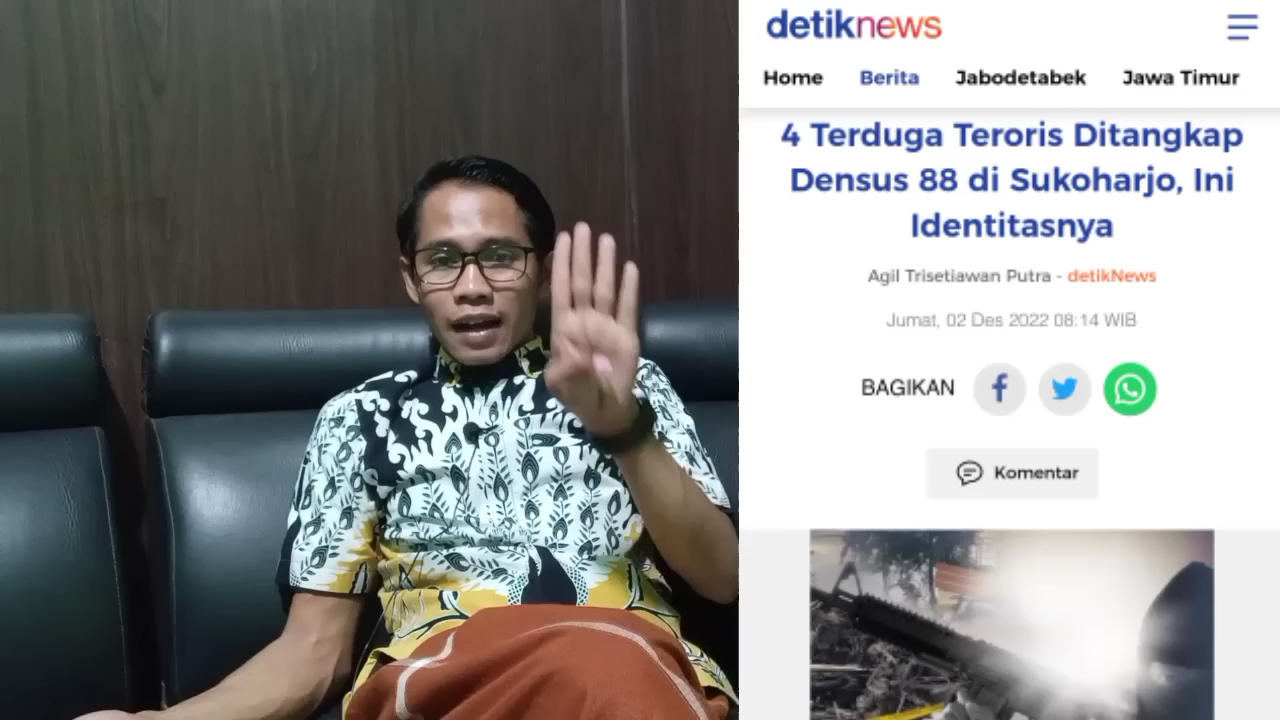 detiknews
Home Berita Jabodetabek Jawa Timur
4 Terduga Teroris Ditangkap
Densus 88 di Sukoharjo, Ini
Identitasnya
Agil Trisetiawan Putra - detikNews
Jumat, 02 Des 2022 08:14 WIB
BAGIKAN
Komentar